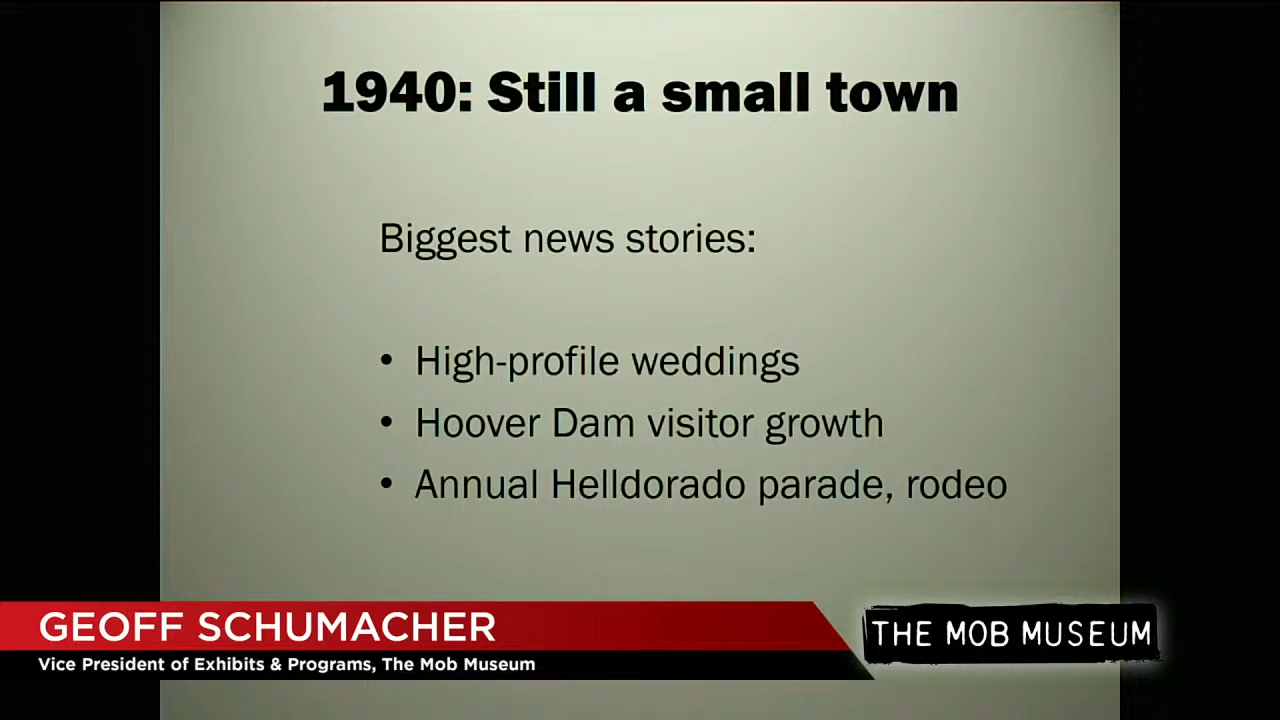 1940: Still a small town
Biggest news stories:
• High-profile weddings
• Hoover Dam visitor growth
• Annual Helldorado parade, rodeo
GEOFF SCHUMACHER
Vice President of Exhibits & Programs, The Mob Museum
THE MOB MUSEUM